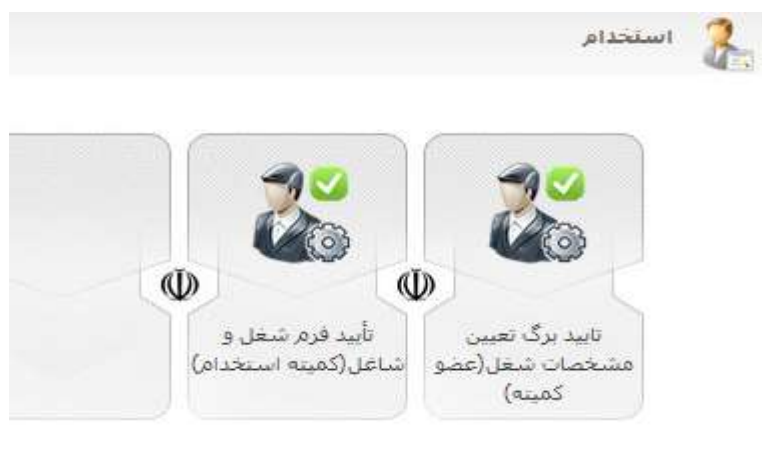 استخدام
تایید برگ تعیین
مشخصات شغل(عضو
کمیته)
تأیید فرم شغل و
شاغل(کمیته استخدام)